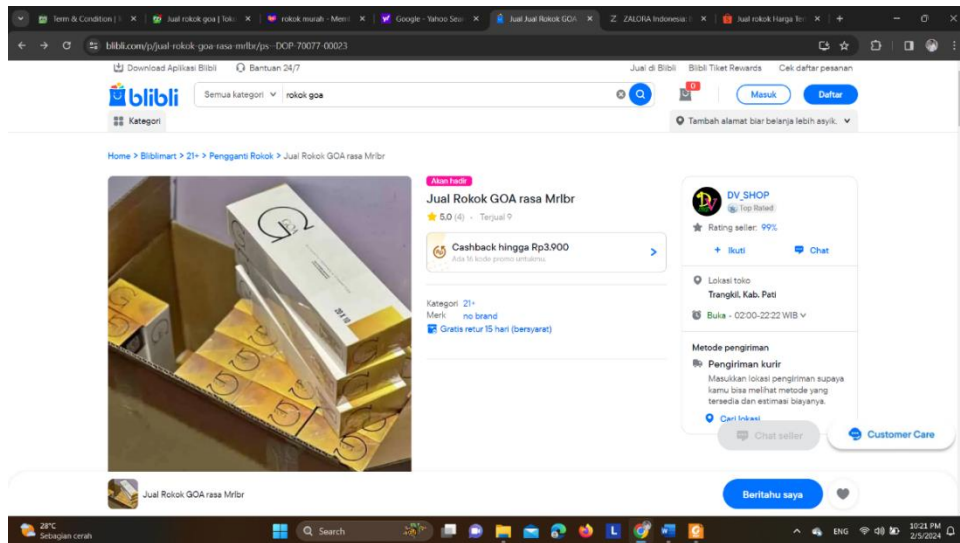 Term & Condition |
Jual rokok goa | Tok
rokok murah - Mem
Google - Yahoo Sea
Jual Jual Rokok GOA
ZALORA Indonesia:
Jual rokok Harga Ter
blibli.com/p/jual-rokok-goa-rasa-mrlbr/ps--DOP-70077-00023
Download Aplikasi Blibli
Bantuan 24/7
Jual di Blibli
Blibli Tiket Rewards
Cek daftar pesanan
blibli
Semua kategori
rokok goa
0
Masuk
Daftar
Kategori
Tambah alamat biar belanja lebih asyik.
Home > Bliblimart > 21+ > Pengganti Rokok > Jual Rokok GOA rasa Mrlbr
Akan hadir
Jual Rokok GOA rasa Mrlbr
5.0 (4) · Terjual 9
Cashback hingga Rp3.900
Ada 16 kode promo untukmu
Kategori 21+
Merk no brand
Gratis retur 15 hari (bersyarat)
GOA
DV_SHOP
Top Rated
Rating seller: 99%
+ Ikuti
Chat
Lokasi toko
Trangkil, Kab. Pati
Buka - 02:00-22:22 WIB
Metode pengiriman
Pengiriman kurir
Masukkan lokasi pengiriman supaya
kamu bisa melihat metode yang
tersedia dan estimasi biayanya.
Cari lokasi
Chat seller
Customer Care
Jual Rokok GOA rasa Mrlbr
Beritahu saya
28°C
Sebagian cerah
Search
ENG
10:21 PM
2/5/2024